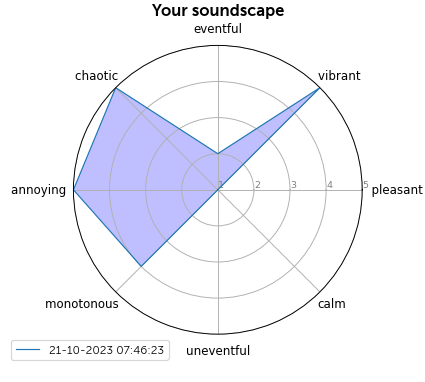 Your soundscape
eventful
chaotic
vibrant
annoying
1
2
3
4
5
pleasant
monotonous
calm
uneventful
21-10-2023 07:46:23